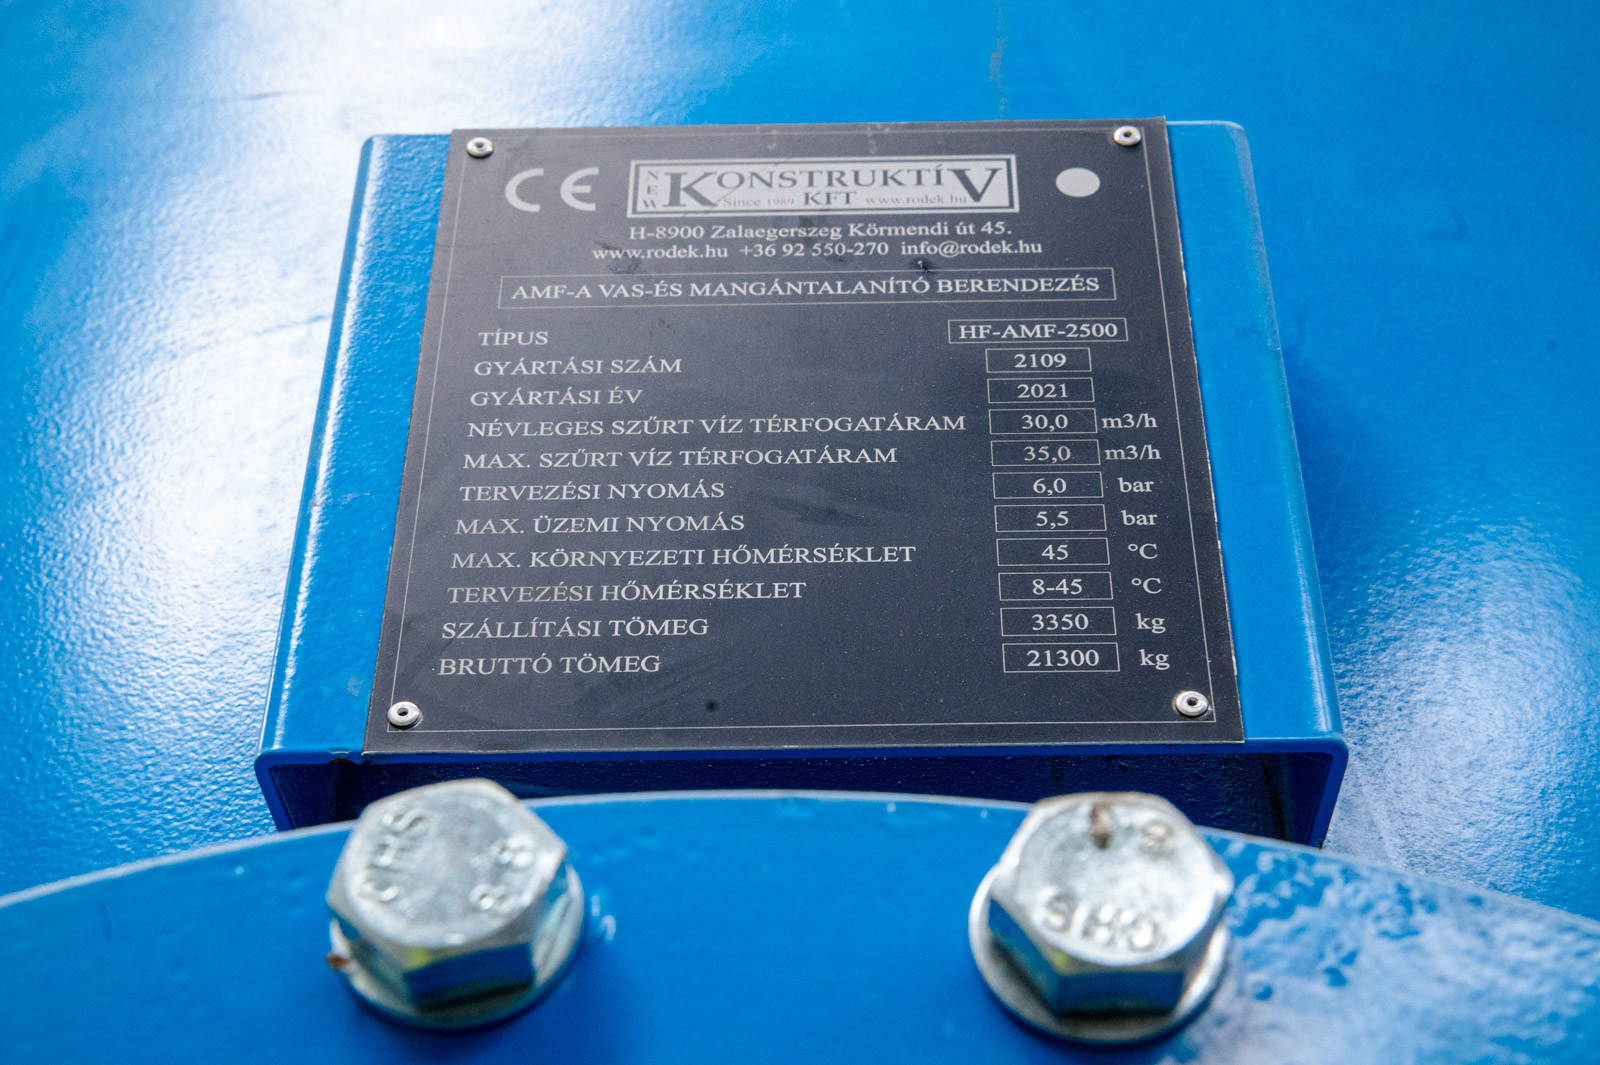 CE NEW KONSTRUKTÍV
Since 1989 KFT www.rodek.hu
H-8900 Zalaegerszeg Körmendi út 45.
www.rodek.hu +36 92 550-270 info@rodek.hu
AMF-A VAS-ÉS MANGÁNTALANÍTÓ BERENDEZÉS
TÍPUS HF-AMF-2500
GYÁRTÁSI SZÁM 2109
GYÁRTÁSI ÉV 2021
NÉVLEGES SZŰRT VÍZ TÉRFOGATÁRAM 30,0 m3/h
MAX. SZŰRT VÍZ TÉRFOGATÁRAM 35,0 m3/h
TERVEZÉSI NYOMÁS 6,0 bar
MAX. ÜZEMI NYOMÁS 5,5 bar
MAX. KÖRNYEZETI HŐMÉRSÉKLET 45 °C
TERVEZÉSI HŐMÉRSÉKLET 8-45 °C
SZÁLLÍTÁSI TÖMEG 3350 kg
BRUTTÓ TÖMEG 21300 kg
8.8